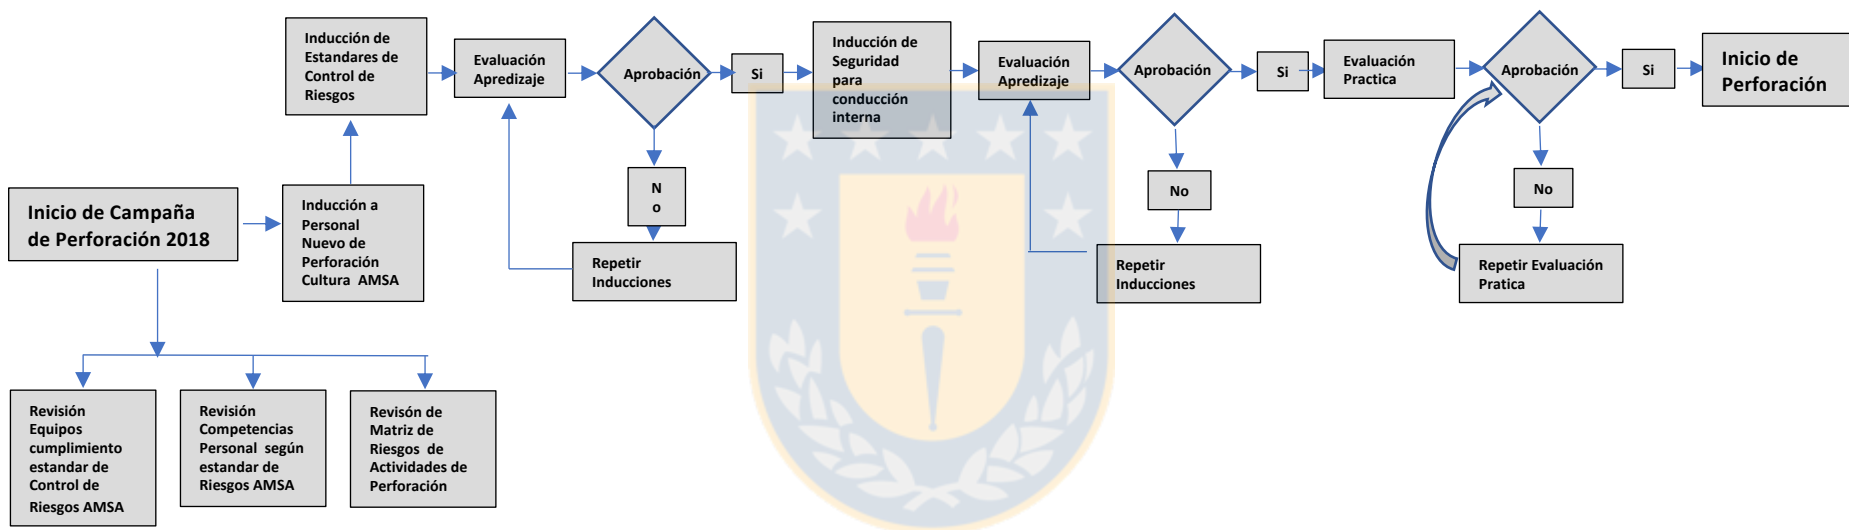 Inicio de Campaña
de Perforación 2018
Inducción a
Personal
Nuevo de
Perforación
Cultura AMSA
Inducción de
Estandares de
Control de
Riesgos
Evaluación
Apredizaje
Aprobación
Si
N
o
Repetir
Inducciones
Inducción de
Seguridad
para
conducción
interna
Evaluación
Apredizaje
Aprobación
Si
No
Repetir
Inducciones
Evaluación
Practica
Aprobación
Si
No
Repetir Evaluación
Pratica
Inicio de
Perforación
Revisión
Equipos
cumplimiento
estandar de
Control de
Riesgos AMSA
Revisión
Competencias
Personal según
estandar de
Riesgos AMSA
Revisón de
Matriz de
Riesgos de
Actividades de
Perforación